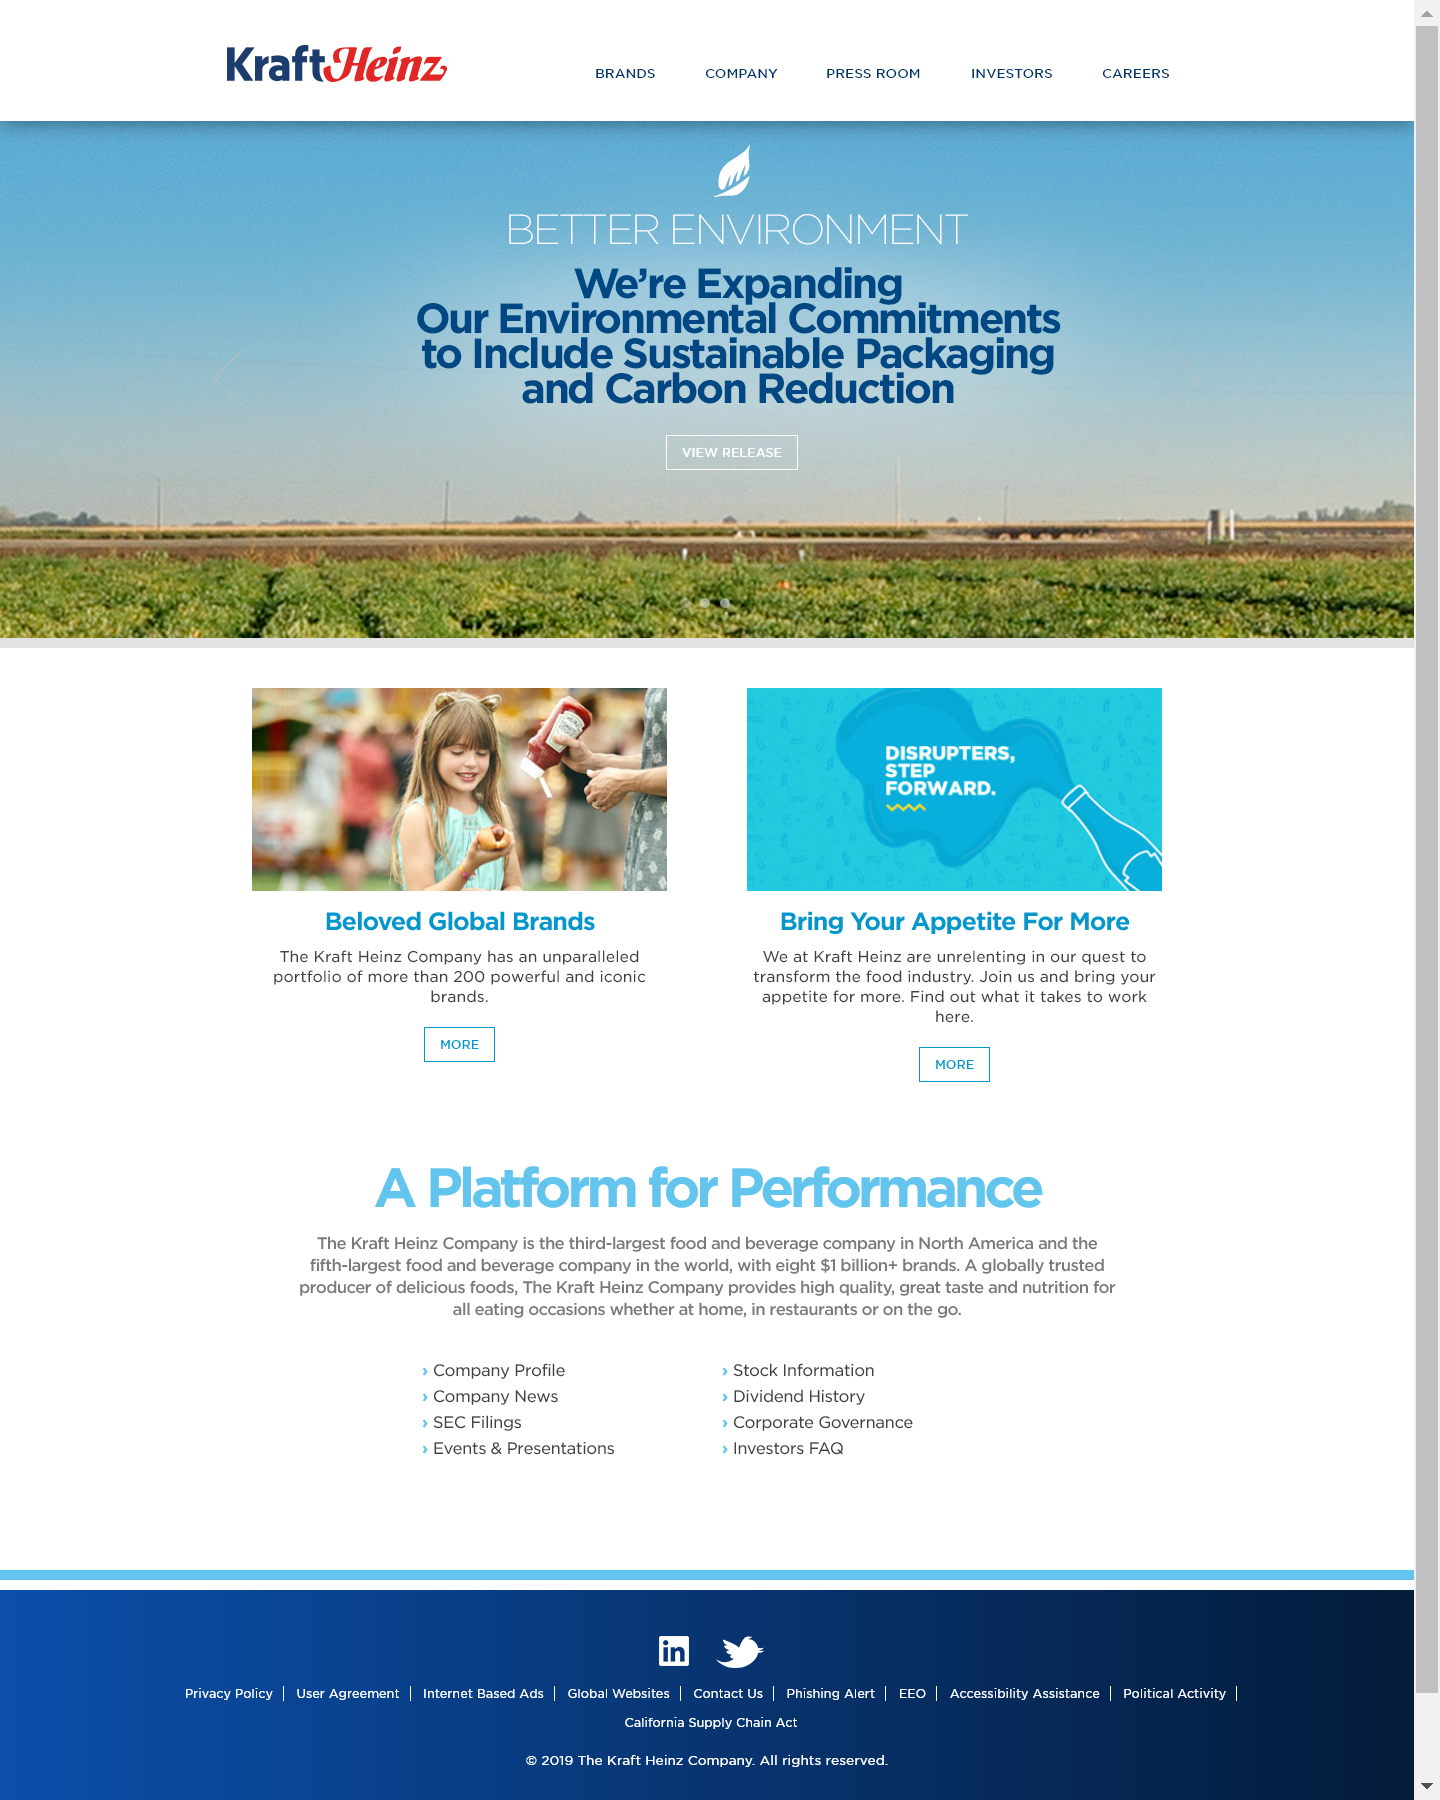 KraftHeinz
BRANDS COMPANY PRESS ROOM INVESTORS CAREERS
BETTER ENVIRONMENT
We're Expanding
Our Environmental Commitments
to Include Sustainable Packaging
and Carbon Reduction
VIEW RELEASE
HEINZ
DISRUPTERS,
STEP
FORWARD.
Beloved Global Brands
The Kraft Heinz Company has an unparalleled
portfolio of more than 200 powerful and iconic
brands.
MORE
Bring Your Appetite For More
We at Kraft Heinz are unrelenting in our quest to
transform the food industry. Join us and bring your
appetite for more. Find out what it takes to work
here.
MORE
A Platform for Performance
The Kraft Heinz Company is the third-largest food and beverage company in North America and the
fifth-largest food and beverage company in the world, with eight $1 billion+ brands. A globally trusted
producer of delicious foods, The Kraft Heinz Company provides high quality, great taste and nutrition for
all eating occasions whether at home, in restaurants or on the go.
› Company Profile
› Company News
› SEC Filings
› Events & Presentations
› Stock Information
› Dividend History
› Corporate Governance
› Investors FAQ
in
Privacy Policy | User Agreement | Internet Based Ads | Global Websites | Contact Us | Phishing Alert | EEO | Accessibility Assistance | Political Activity |
California Supply Chain Act
© 2019 The Kraft Heinz Company. All rights reserved.